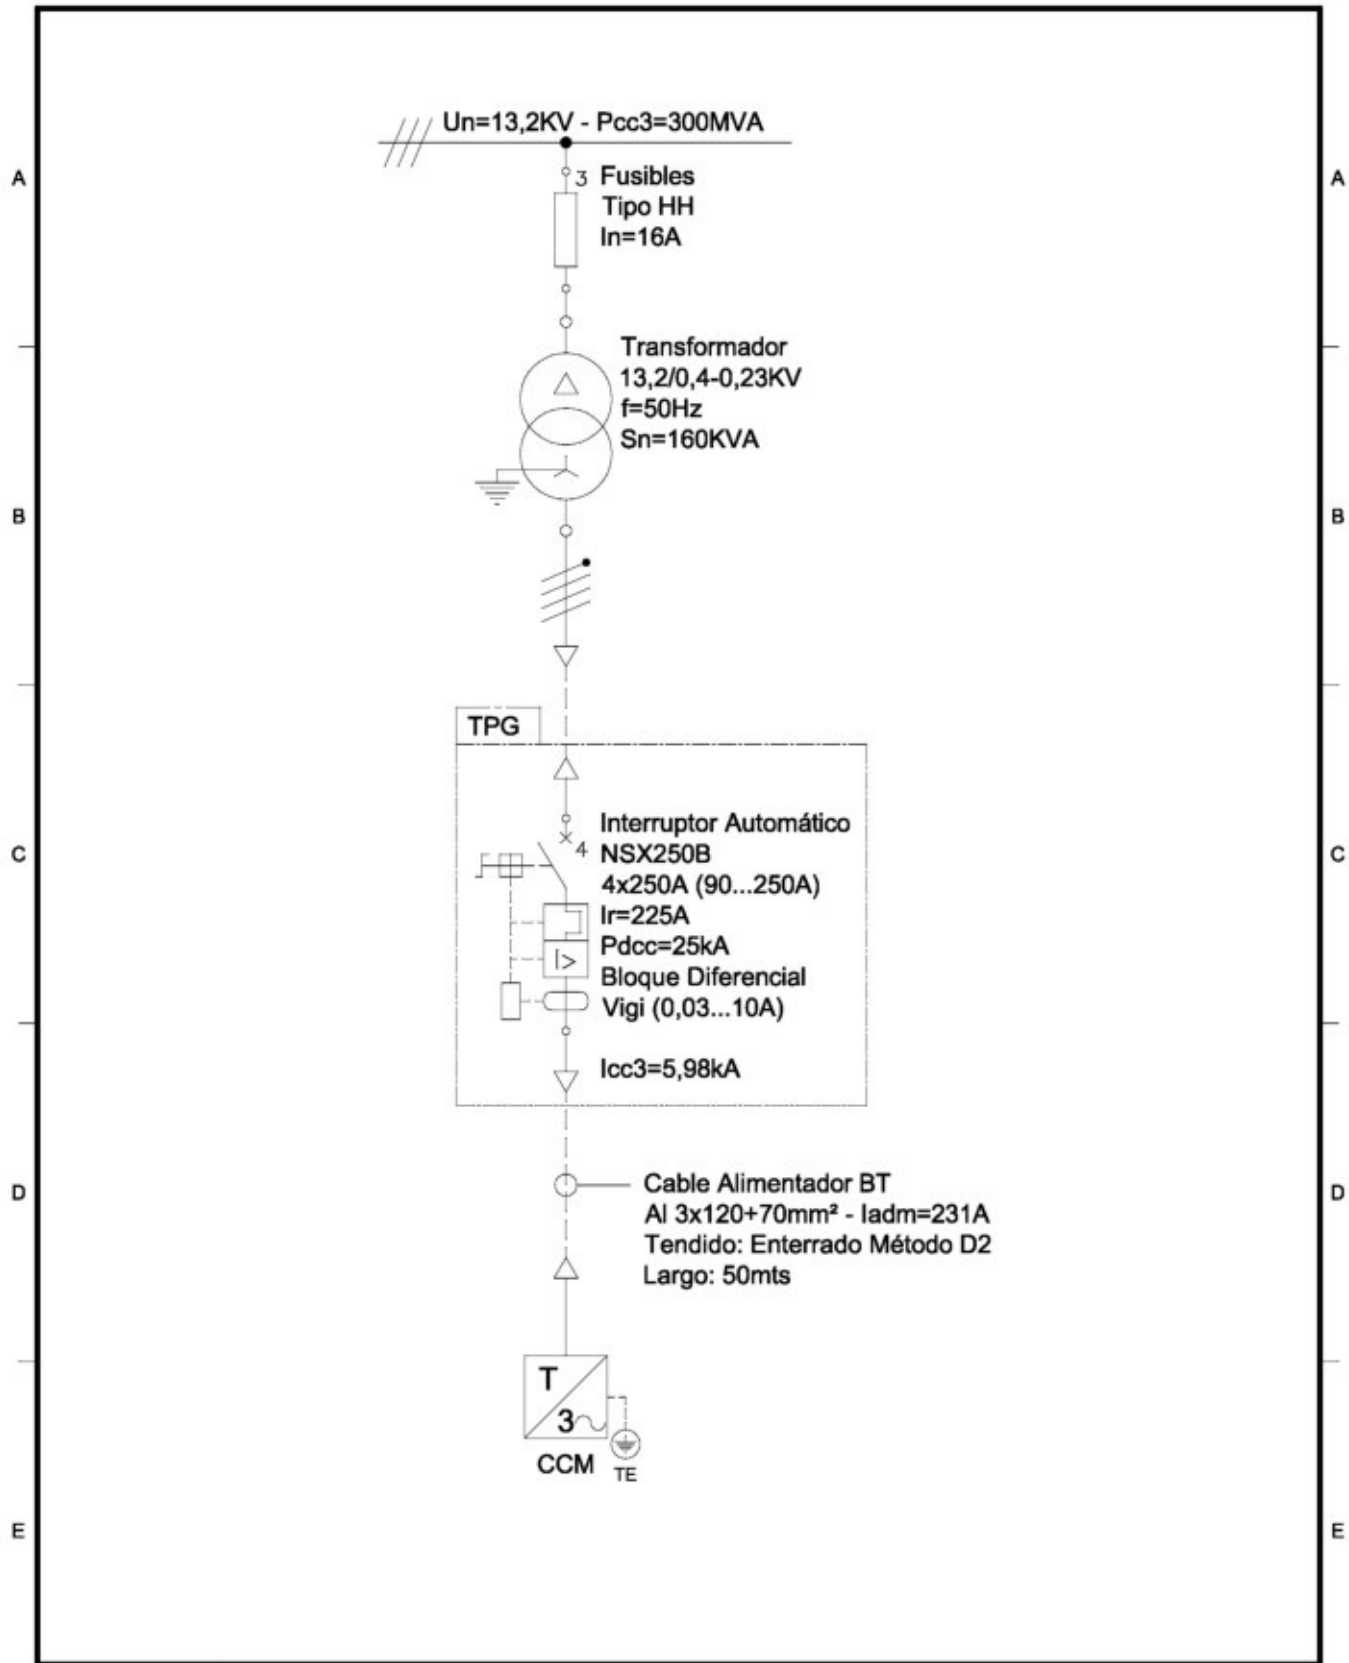 Un=13,2KV - Pcc3=300MVA
A
A
3 Fusibles
Tipo HH
In=16A
Transformador
13,2/0,4-0,23KV
f=50Hz
Sn=160KVA
B
B
TPG
Interruptor Automático
4 NSX250B
C
C
4x250A (90...250A)
Ir=225A
Pdcc=25kA
I>
Bloque Diferencial
Vigi (0,03...10A)
Icc3=5,98kA
Cable Alimentador BT
D
D
Al 3x120+70mm² - Iadm=231A
Tendido: Enterrado Método D2
Largo: 50mts
T
3
CCM
TE
E
E